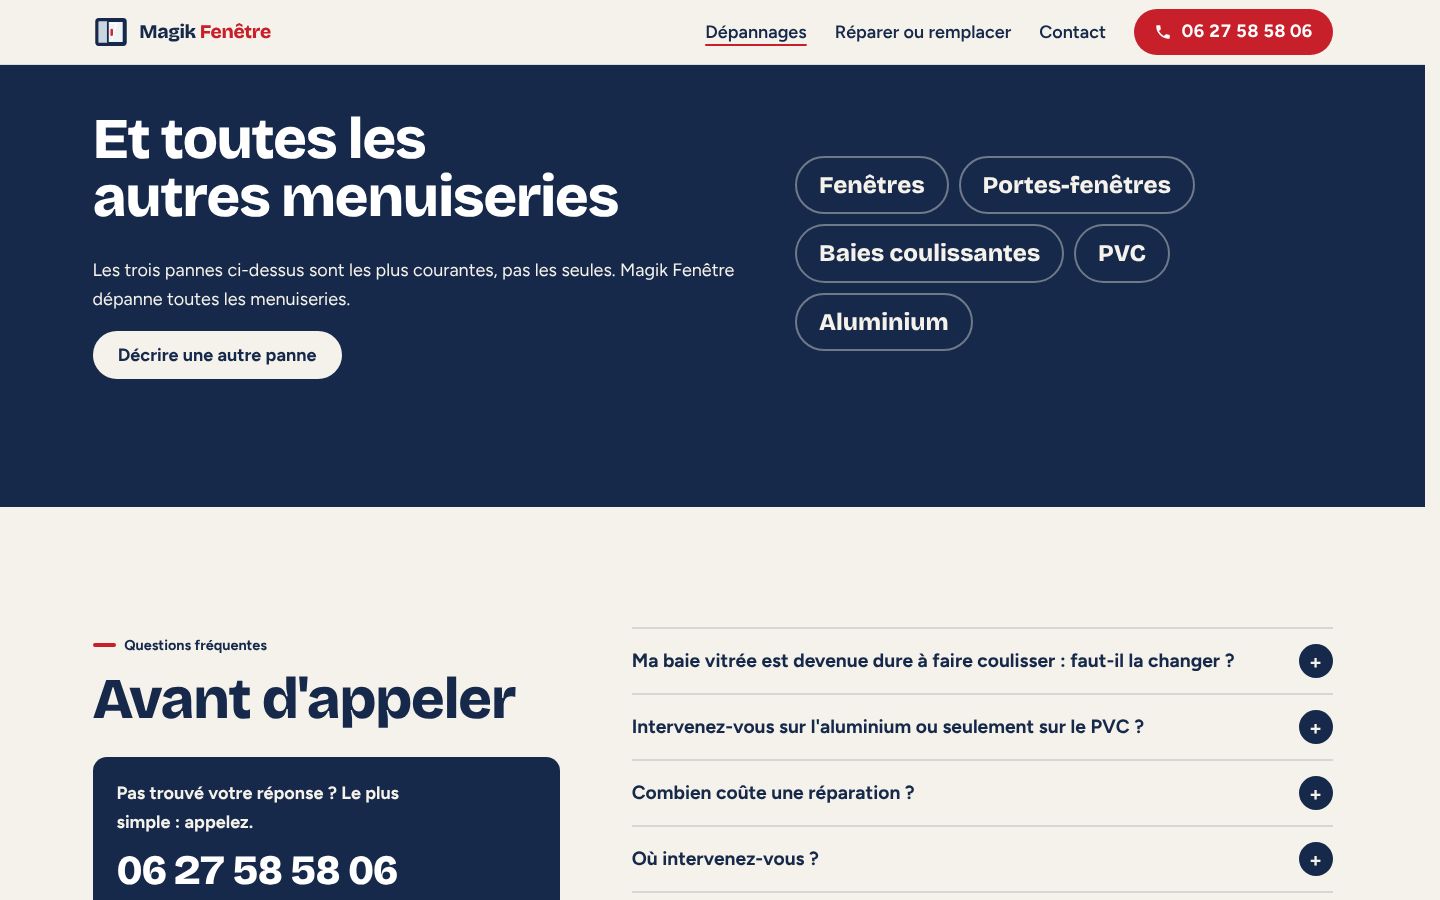 Magik Fenêtre
Dépannages
Réparer ou remplacer
Contact
06 27 58 58 06
Et toutes les
autres menuiseries
Les trois pannes ci-dessus sont les plus courantes, pas les seules. Magik Fenêtre
dépanne toutes les menuiseries.
Décrire une autre panne
Fenêtres
Portes-fenêtres
Baies coulissantes
PVC
Aluminium
Questions fréquentes
Avant d'appeler
Pas trouvé votre réponse ? Le plus
simple : appelez.
06 27 58 58 06
Ma baie vitrée est devenue dure à faire coulisser : faut-il la changer ?
+
Intervenez-vous sur l'aluminium ou seulement sur le PVC ?
+
Combien coûte une réparation ?
+
Où intervenez-vous ?
+